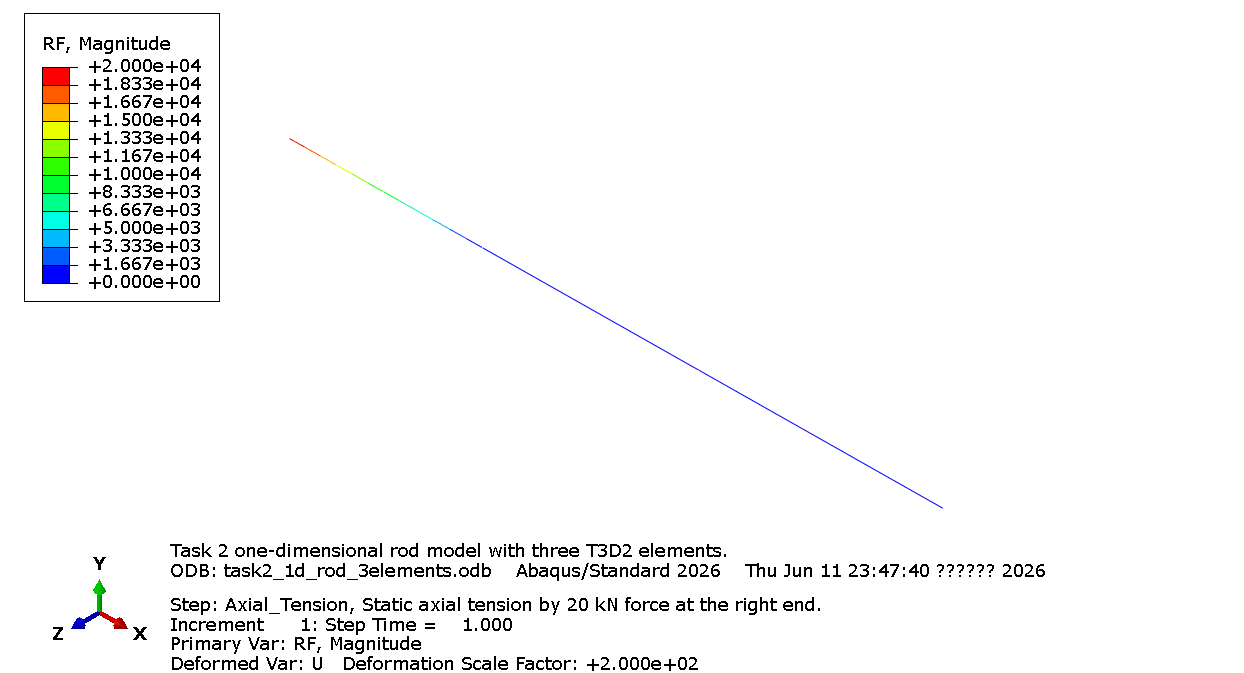 RF, Magnitude
+2.000e+04
+1.833e+04
+1.667e+04
+1.500e+04
+1.333e+04
+1.167e+04
+1.000e+04
+8.333e+03
+6.667e+03
+5.000e+03
+3.333e+03
+1.667e+03
+0.000e+00
Y
Z
X
Task 2 one-dimensional rod model with three T3D2 elements.
ODB: task2_1d_rod_3elements.odb Abaqus/Standard 2026 Thu Jun 11 23:47:40 ?????? 2026
Step: Axial_Tension, Static axial tension by 20 kN force at the right end.
Increment 1: Step Time = 1.000
Primary Var: RF, Magnitude
Deformed Var: U Deformation Scale Factor: +2.000e+02